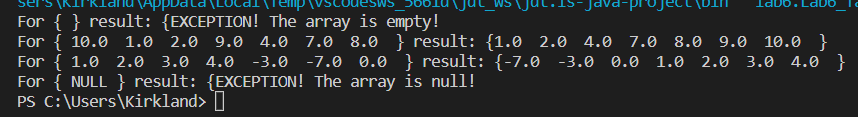 sers\Kirkland\AppData\Local\Temp\vscodesws_5661d\jdt_ws\jdt.ls-java-project\bin' 'lab6.Lab6_Ta
For { } result: {EXCEPTION! The array is empty!
For { 10.0  1.0  2.0  9.0  4.0  7.0  8.0  } result: {1.0  2.0  4.0  7.0  8.0  9.0  10.0  }
For { 1.0  2.0  3.0  4.0  -3.0  -7.0  0.0  } result: {-7.0  -3.0  0.0  1.0  2.0  3.0  4.0  }
For { NULL } result: {EXCEPTION! The array is null!
PS C:\Users\Kirkland>